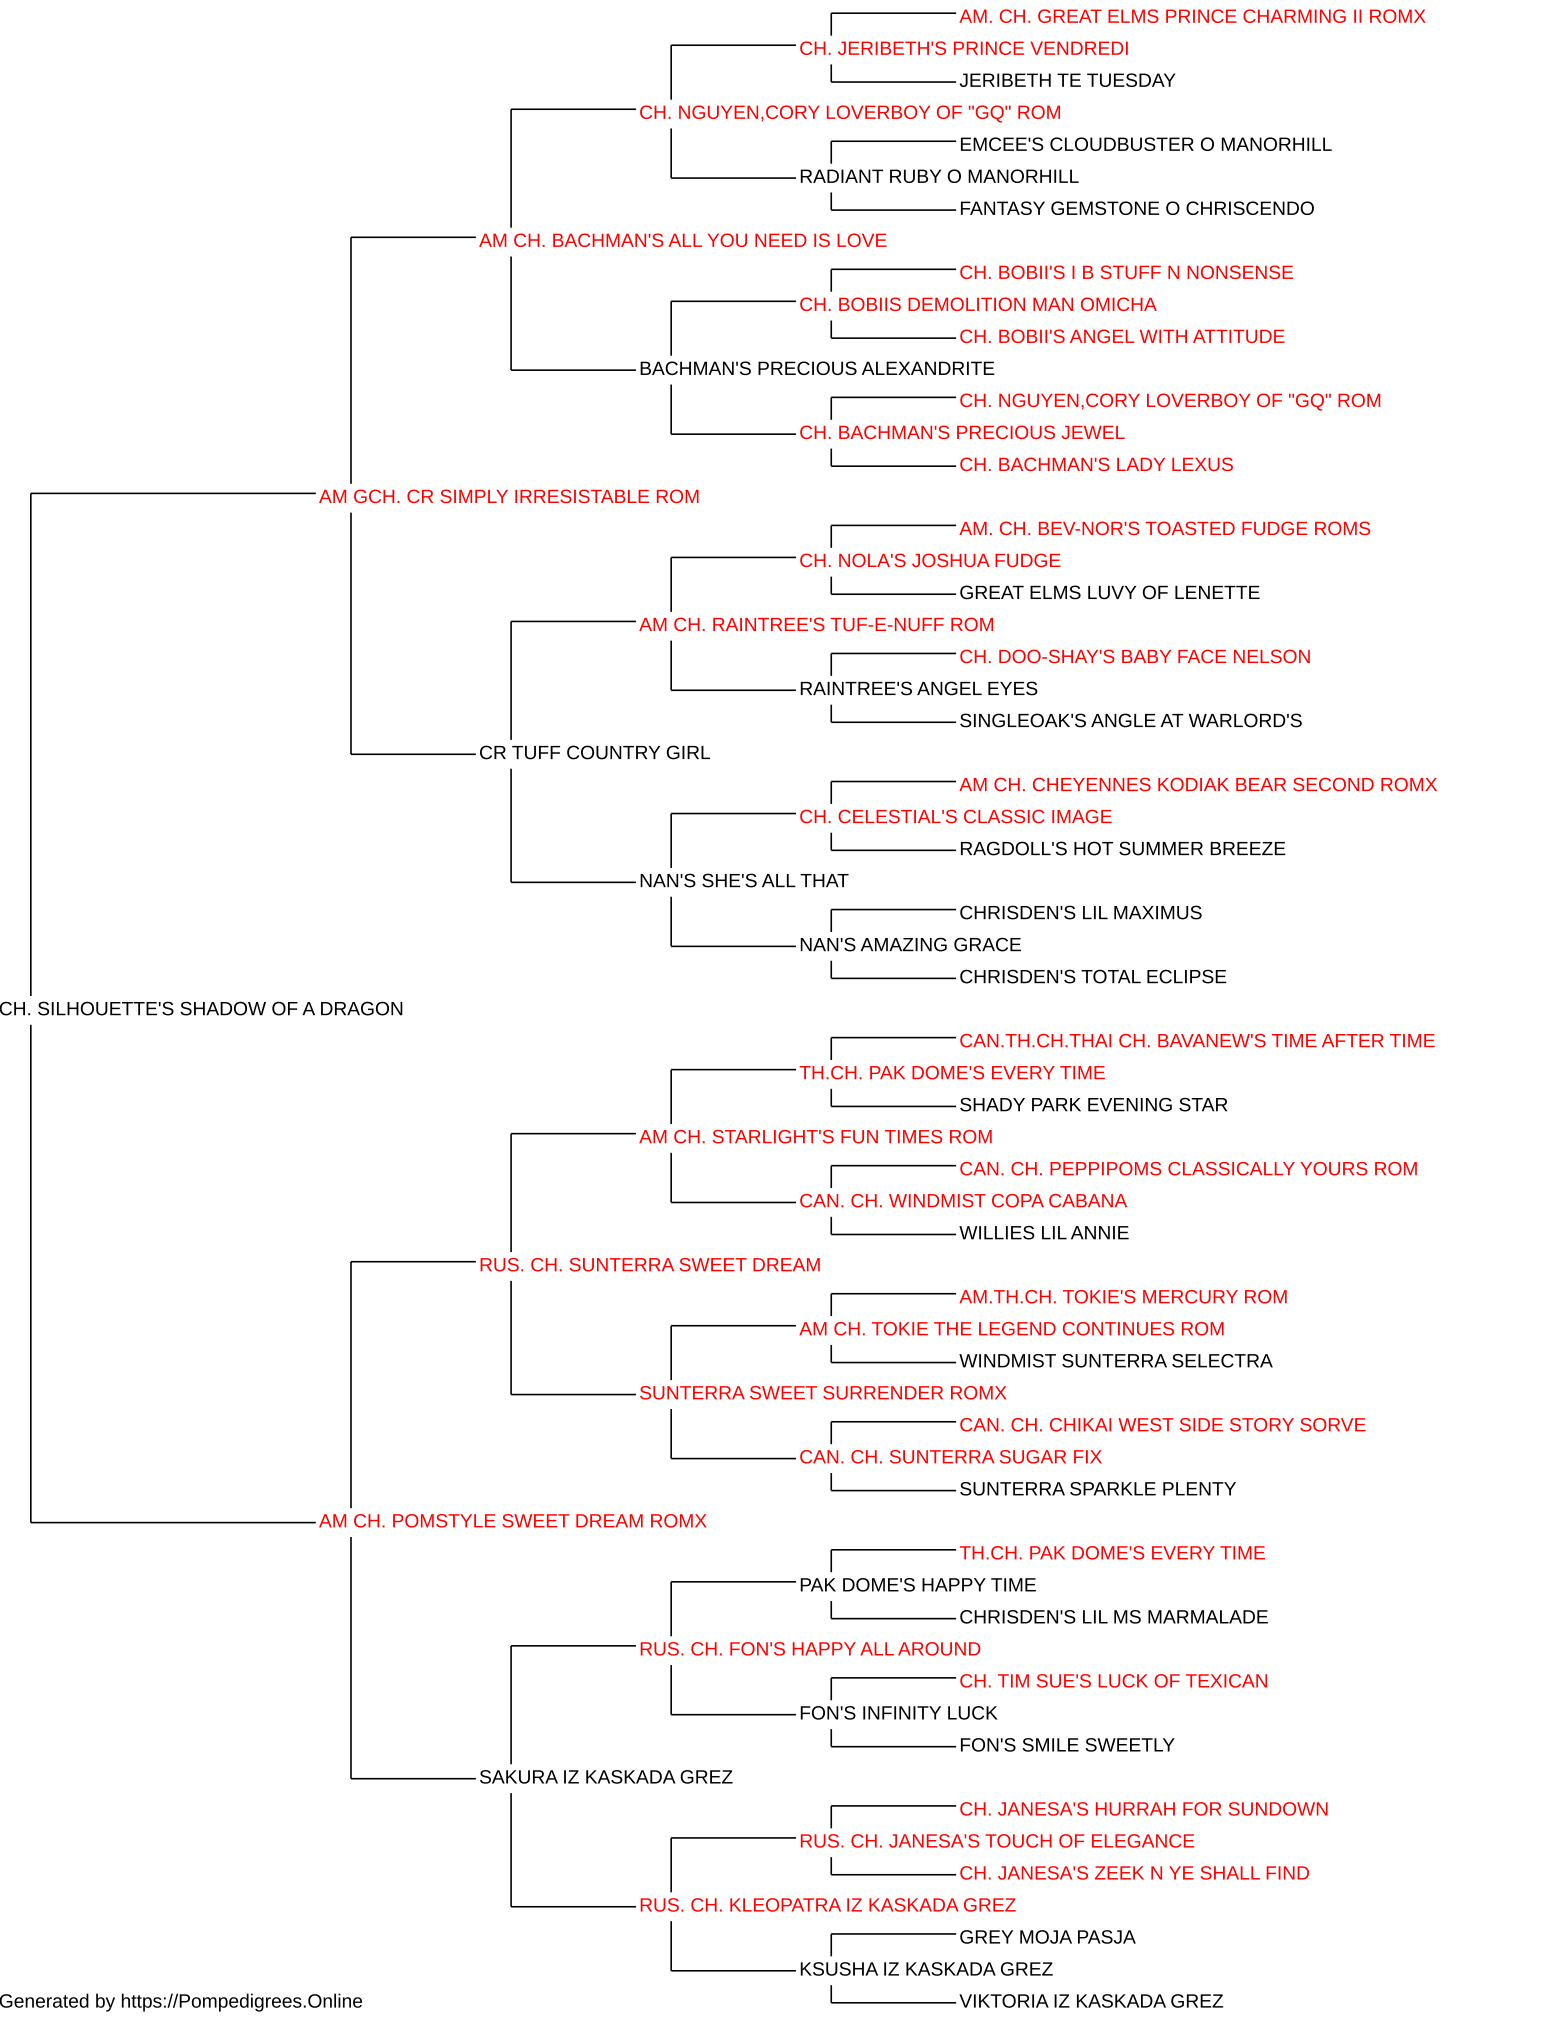 AM. CH. GREAT ELMS PRINCE CHARMING II ROMX
CH. JERIBETH'S PRINCE VENDREDI
JERIBETH TE TUESDAY
CH. NGUYEN,CORY LOVERBOY OF "GQ" ROM
EMCEE'S CLOUDBUSTER O MANORHILL
RADIANT RUBY O MANORHILL
FANTASY GEMSTONE O CHRISCENDO
AM CH. BACHMAN'S ALL YOU NEED IS LOVE
CH. BOBII'S I B STUFF N NONSENSE
CH. BOBIIS DEMOLITION MAN OMICHA
CH. BOBII'S ANGEL WITH ATTITUDE
BACHMAN'S PRECIOUS ALEXANDRITE
CH. NGUYEN,CORY LOVERBOY OF "GQ" ROM
CH. BACHMAN'S PRECIOUS JEWEL
CH. BACHMAN'S LADY LEXUS
AM GCH. CR SIMPLY IRRESISTABLE ROM
AM. CH. BEV-NOR'S TOASTED FUDGE ROMS
CH. NOLA'S JOSHUA FUDGE
GREAT ELMS LUVY OF LENETTE
AM CH. RAINTREE'S TUF-E-NUFF ROM
CH. DOO-SHAY'S BABY FACE NELSON
RAINTREE'S ANGEL EYES
SINGLEOAK'S ANGLE AT WARLORD'S
CR TUFF COUNTRY GIRL
AM CH. CHEYENNES KODIAK BEAR SECOND ROMX
CH. CELESTIAL'S CLASSIC IMAGE
RAGDOLL'S HOT SUMMER BREEZE
NAN'S SHE'S ALL THAT
CHRISDEN'S LIL MAXIMUS
NAN'S AMAZING GRACE
CHRISDEN'S TOTAL ECLIPSE
CH. SILHOUETTE'S SHADOW OF A DRAGON
CAN.TH.CH.THAI CH. BAVANEW'S TIME AFTER TIME
TH.CH. PAK DOME'S EVERY TIME
SHADY PARK EVENING STAR
AM CH. STARLIGHT'S FUN TIMES ROM
CAN. CH. PEPPIPOMS CLASSICALLY YOURS ROM
CAN. CH. WINDMIST COPA CABANA
WILLIES LIL ANNIE
RUS. CH. SUNTERRA SWEET DREAM
AM.TH.CH. TOKIE'S MERCURY ROM
AM CH. TOKIE THE LEGEND CONTINUES ROM
WINDMIST SUNTERRA SELECTRA
SUNTERRA SWEET SURRENDER ROMX
CAN. CH. CHIKAI WEST SIDE STORY SORVE
CAN. CH. SUNTERRA SUGAR FIX
SUNTERRA SPARKLE PLENTY
AM CH. POMSTYLE SWEET DREAM ROMX
TH.CH. PAK DOME'S EVERY TIME
PAK DOME'S HAPPY TIME
CHRISDEN'S LIL MS MARMALADE
RUS. CH. FON'S HAPPY ALL AROUND
CH. TIM SUE'S LUCK OF TEXICAN
FON'S INFINITY LUCK
FON'S SMILE SWEETLY
SAKURA IZ KASKADA GREZ
CH. JANESA'S HURRAH FOR SUNDOWN
RUS. CH. JANESA'S TOUCH OF ELEGANCE
CH. JANESA'S ZEEK N YE SHALL FIND
RUS. CH. KLEOPATRA IZ KASKADA GREZ
GREY MOJA PASJA
KSUSHA IZ KASKADA GREZ
VIKTORIA IZ KASKADA GREZ
Generated by https://Pompedigrees.Online